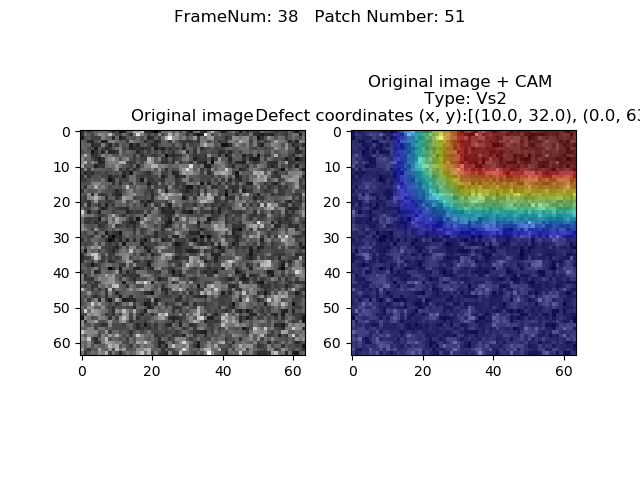 FrameNum: 38   Patch Number: 51
Original image + CAM
Type: Vs2
Original image Defect coordinates (x, y):[(10.0, 32.0), (0.0, 63
0 0
10 10
20 20
30 30
40 40
50 50
60 60
0 20 40 60 0 20 40 60